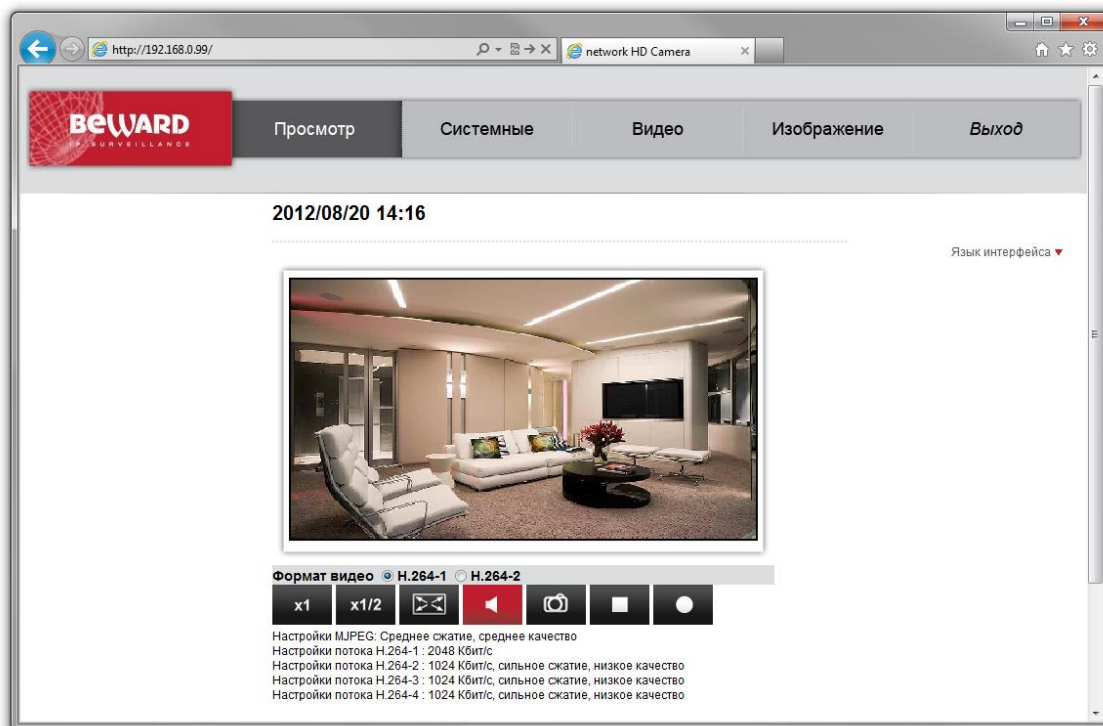 http://192.168.0.99/
network HD Camera
BEWARD
IP SURVEILLANCE
Просмотр
Системные
Видео
Изображение
Выход
2012/08/20 14:16
Язык интерфейса
Формат видео H.264-1 H.264-2
x1 x1/2
Настройки MJPEG: Среднее сжатие, среднее качество
Настройки потока H.264-1 : 2048 Кбит/с
Настройки потока H.264-2 : 1024 Кбит/с, сильное сжатие, низкое качество
Настройки потока H.264-3 : 1024 Кбит/с, сильное сжатие, низкое качество
Настройки потока H.264-4 : 1024 Кбит/с, сильное сжатие, низкое качество